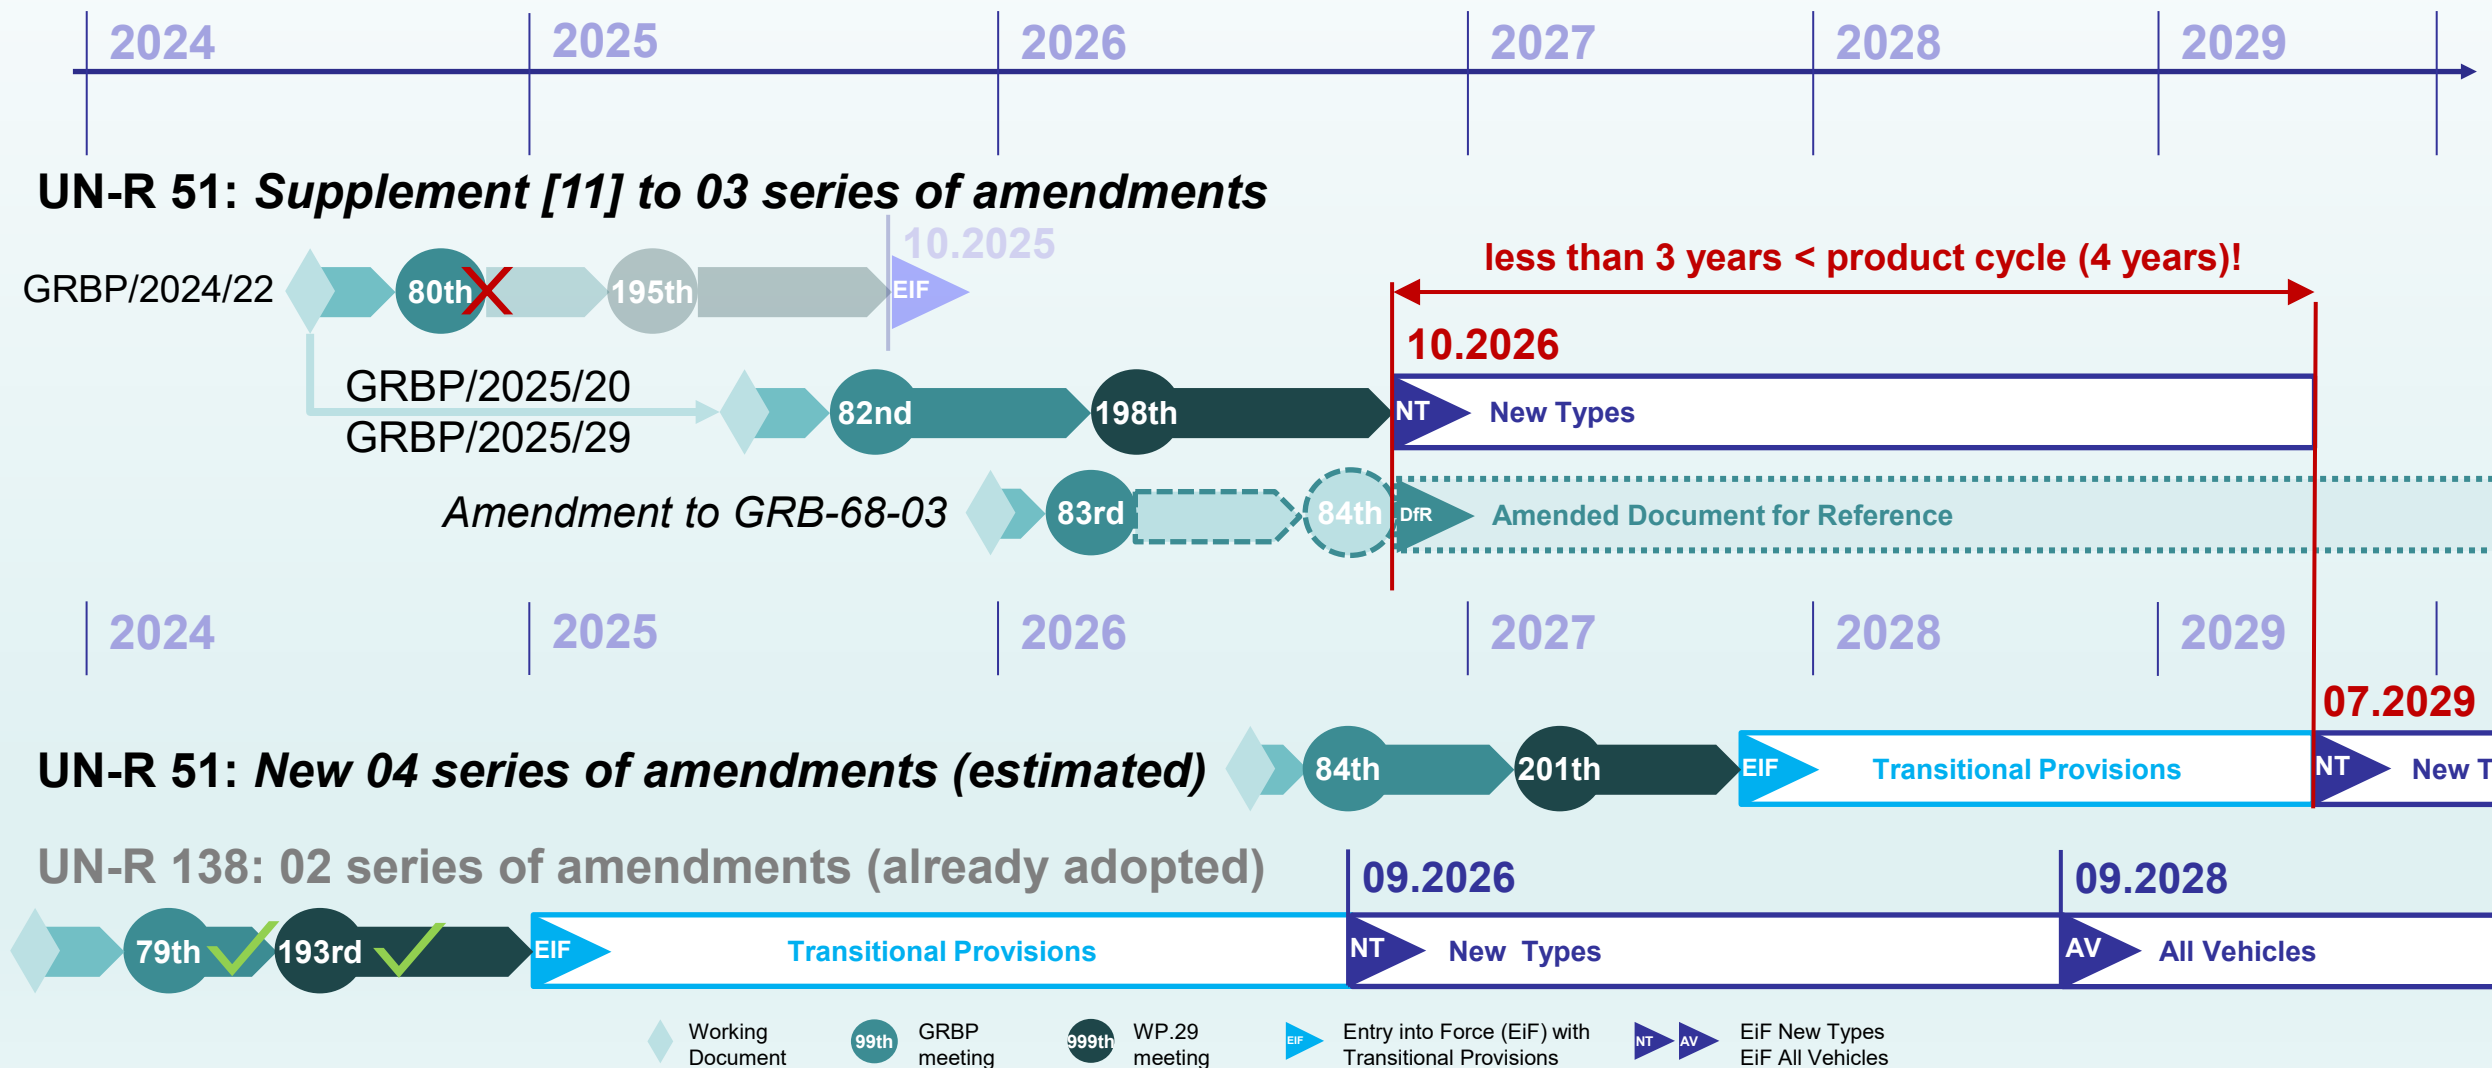 2024 2025 2026 2027 2028 2029
UN-R 51: Supplement [11] to 03 series of amendments
10.2025
less than 3 years < product cycle (4 years)!
GRBP/2024/22 80th 195th EIF
10.2026
GRBP/2025/20
82nd 198th NT New Types
GRBP/2025/29
Amendment to GRB-68-03 83rd 84th DfR Amended Document for Reference
2024 2025 2026 2027 2028 2029
07.2029
UN-R 51: New 04 series of amendments (estimated) 84th 201th EIF Transitional Provisions NT New T
UN-R 138: 02 series of amendments (already adopted) 09.2026 09.2028
79th 193rd EIF Transitional Provisions NT New Types AV All Vehicles
Working
Document
99th
GRBP
meeting
999th
WP.29
meeting
EIF
Entry into Force (EiF) with
Transitional Provisions
NT AV
EiF New Types
EiF All Vehicles